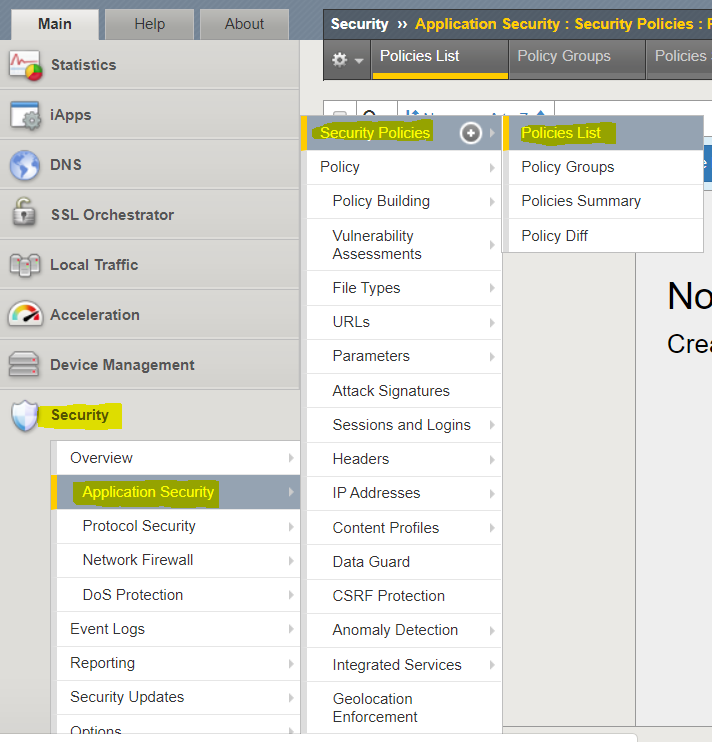 Main
Help
About
Security ›› Application Security : Security Policies :
Policies List
Policy Groups
Policies
Statistics
iApps
DNS
SSL Orchestrator
Local Traffic
Acceleration
Device Management
Security
Overview
Application Security
Protocol Security
Network Firewall
DoS Protection
Event Logs
Reporting
Security Updates
Options
Security Policies
Policy
Policy Building
Vulnerability
Assessments
File Types
URLs
Parameters
Attack Signatures
Sessions and Logins
Headers
IP Addresses
Content Profiles
Data Guard
CSRF Protection
Anomaly Detection
Integrated Services
Geolocation
Enforcement
Policies List
Policy Groups
Policies Summary
Policy Diff
No
Crea